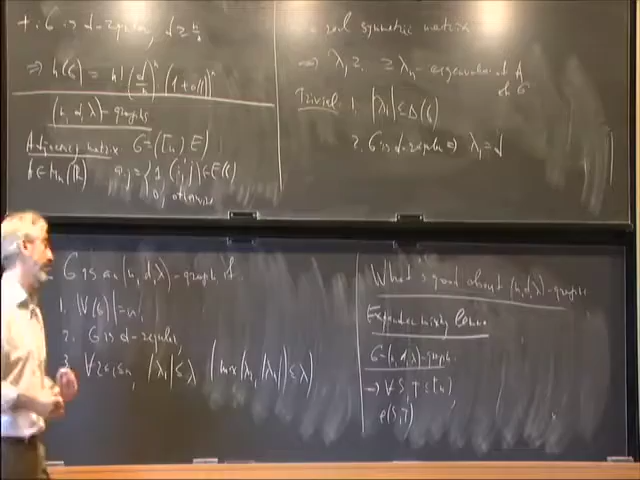 G is d-regular, d ≥ n/2
⇒ h(G) = n! (d/n)^n (1+o(1))^n
(n, d, λ)-graphs
Adjacency matrix G=([n], E)
A ∈ M_n(ℝ) a_ij = { 1, (i,j) ∈ E(G)
0, otherwise
real symmetric matrix
⇒ λ_1 ≥ ... ≥ λ_n - eigenvalues of A
of G
Trivial: 1. |λ_i| ≤ Δ(G)
2. G is d-regular ⇒ λ_1 = d
G is an (n, d, λ)-graph if
1. |V(G)| = n,
2. G is d-regular,
3. ∀ 2≤i≤n, |λ_i| ≤ λ (max(|λ_2|, |λ_n|) ≤ λ)
What's good about (n, d, λ)-graphs
Expander mixing lemma
G=(n, d, λ)-graph.
⇒ ∀ S, T ⊂ [n],
e(S,T)